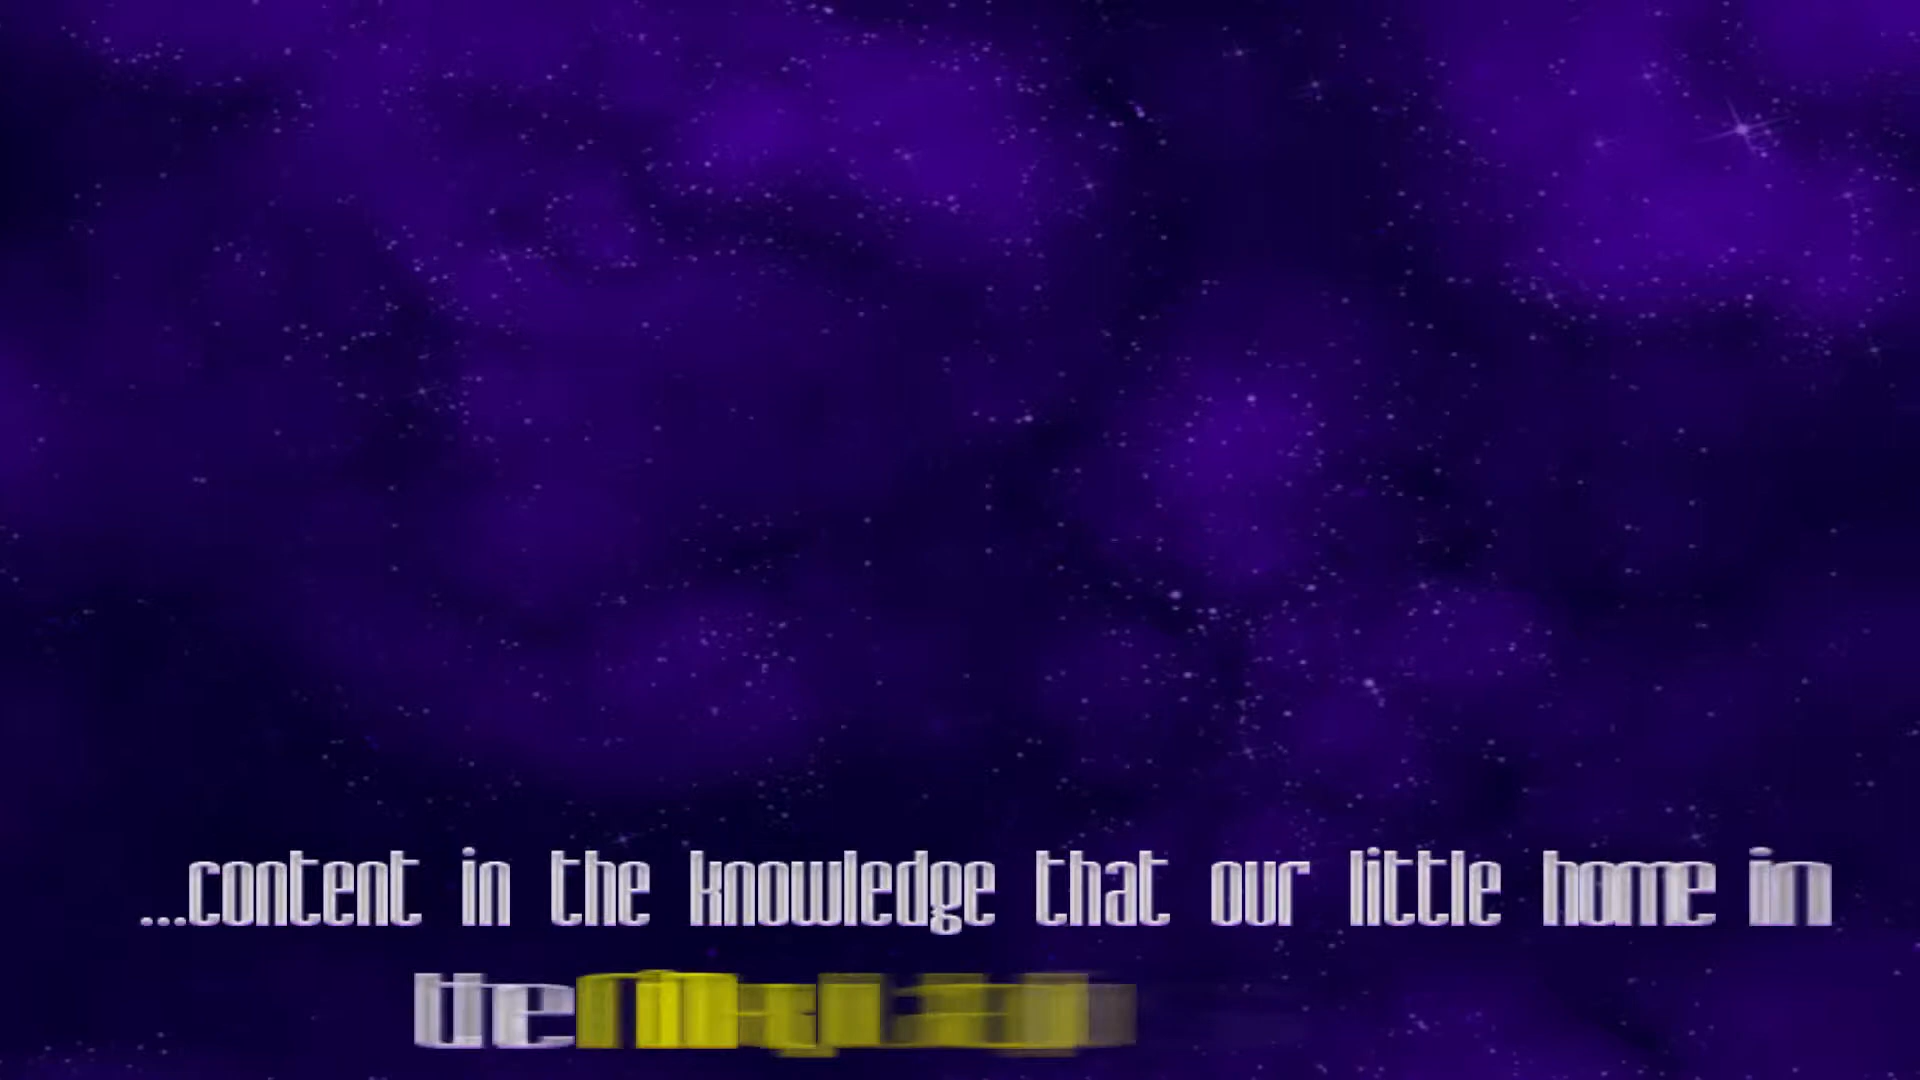 ...content in the knowledge that our little home in
the